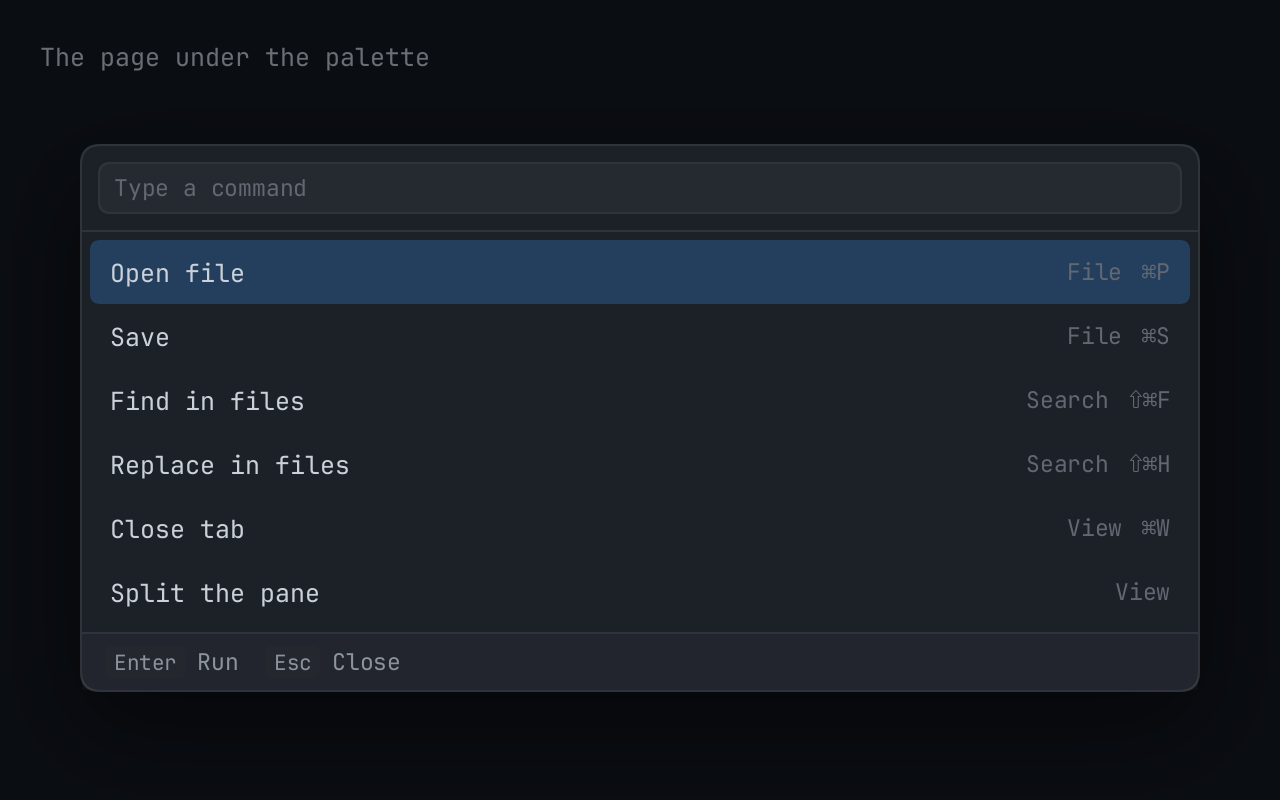 The page under the palette
Type a command
Open file File ⌘P
Save File ⌘S
Find in files Search ⇧⌘F
Replace in files Search ⇧⌘H
Close tab View ⌘W
Split the pane View
Enter Run Esc Close